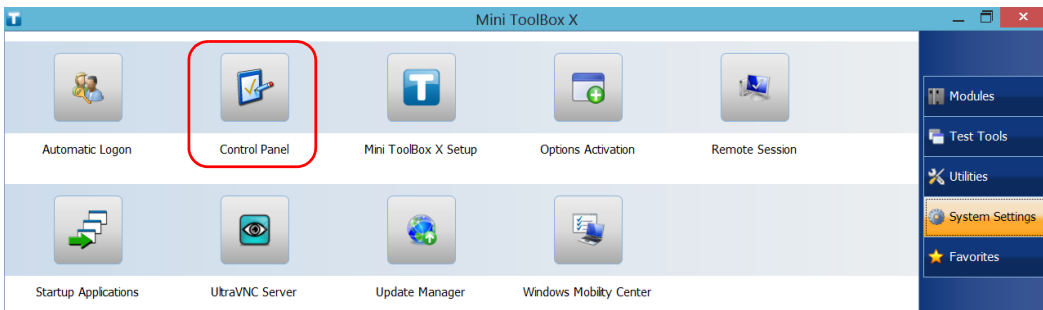 Mini ToolBox X
Automatic Logon
Control Panel
Mini ToolBox X Setup
Options Activation
Remote Session
Startup Applications
UltraVNC Server
Update Manager
Windows Mobility Center
Modules
Test Tools
Utilities
System Settings
Favorites